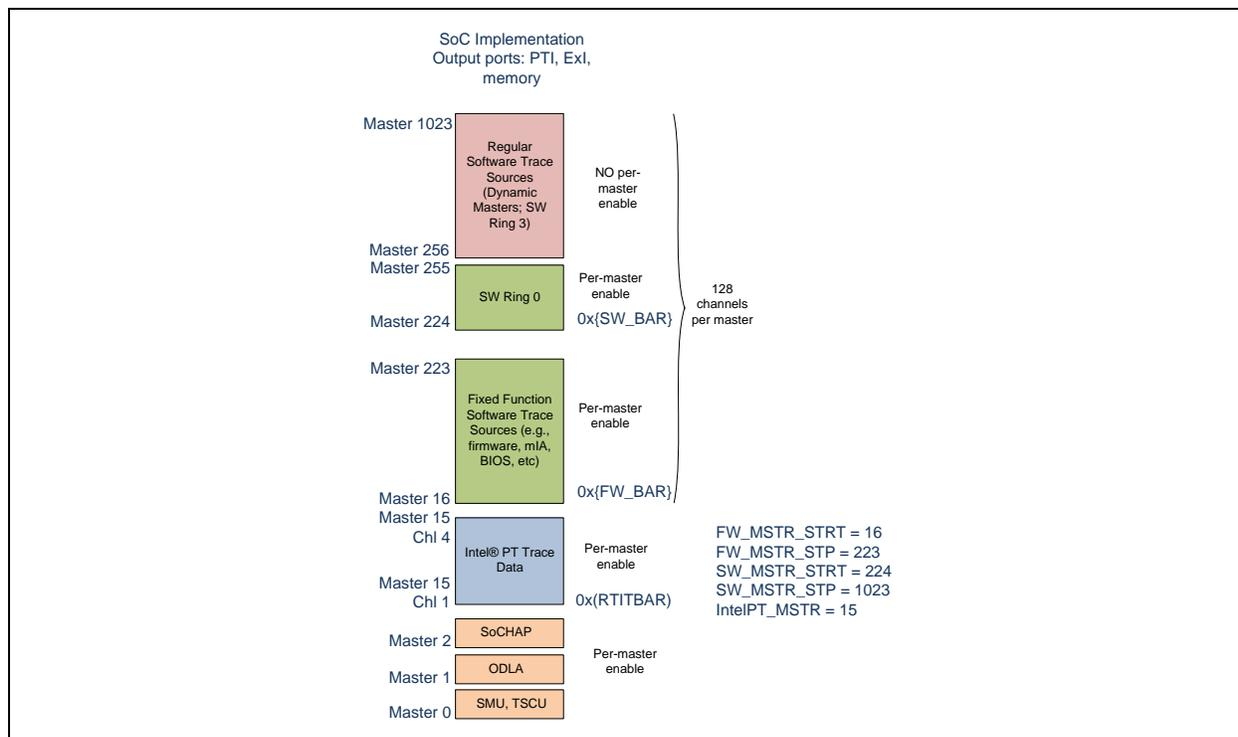 SoC Implementation
Output ports: PTI, ExI,
memory
Master 1023
Regular
Software Trace
Sources
(Dynamic
Masters; SW
Ring 3)
NO per-
master
enable
Master 256
Master 255
SW Ring 0
Per-master
enable
Master 224
0x{SW_BAR}
128
channels
per master
Master 223
Fixed Function
Software Trace
Sources (e.g.,
firmware, mIA,
BIOS, etc)
Per-master
enable
Master 16
0x{FW_BAR}
Master 15
Chl 4
Intel® PT Trace
Data
Per-master
enable
Master 15
Chl 1
0x(RTITBAR)
FW_MSTR_STRT = 16
FW_MSTR_STP = 223
SW_MSTR_STRT = 224
SW_MSTR_STP = 1023
IntelPT_MSTR = 15
Master 2
SoCHAP
Per-master
enable
Master 1
ODLA
Master 0
SMU, TSCU